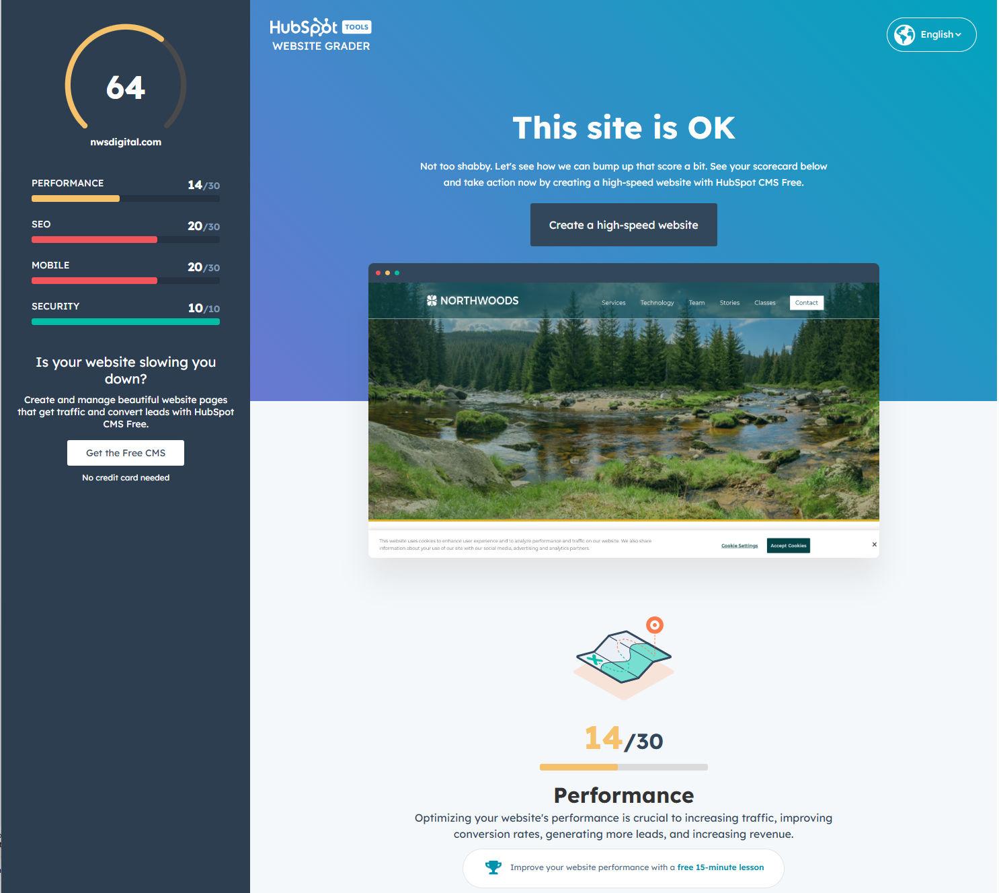 64
nwsdigital.com
PERFORMANCE 14/30
SEO 20/30
MOBILE 20/30
SECURITY 10/10
Is your website slowing you
down?
Create and manage beautiful website pages
that get traffic and convert leads with HubSpot
CMS Free.
Get the Free CMS
No credit card needed
HubSpot TOOLS
WEBSITE GRADER
English
This site is OK
Not too shabby. Let's see how we can bump up that score a bit. See your scorecard below
and take action now by creating a high-speed website with HubSpot CMS Free.
Create a high-speed website
NORTHWOODS
Services Technology Team Stories Classes Contact
This website uses cookies to enhance user experience and to analyze performance and traffic on our website. We also share
information about your use of our site with our social media, advertising and analytics partners.
Cookie Settings Accept Cookies
14/30
Performance
Optimizing your website's performance is crucial to increasing traffic, improving
conversion rates, generating more leads, and increasing revenue.
Improve your website performance with a free 15-minute lesson